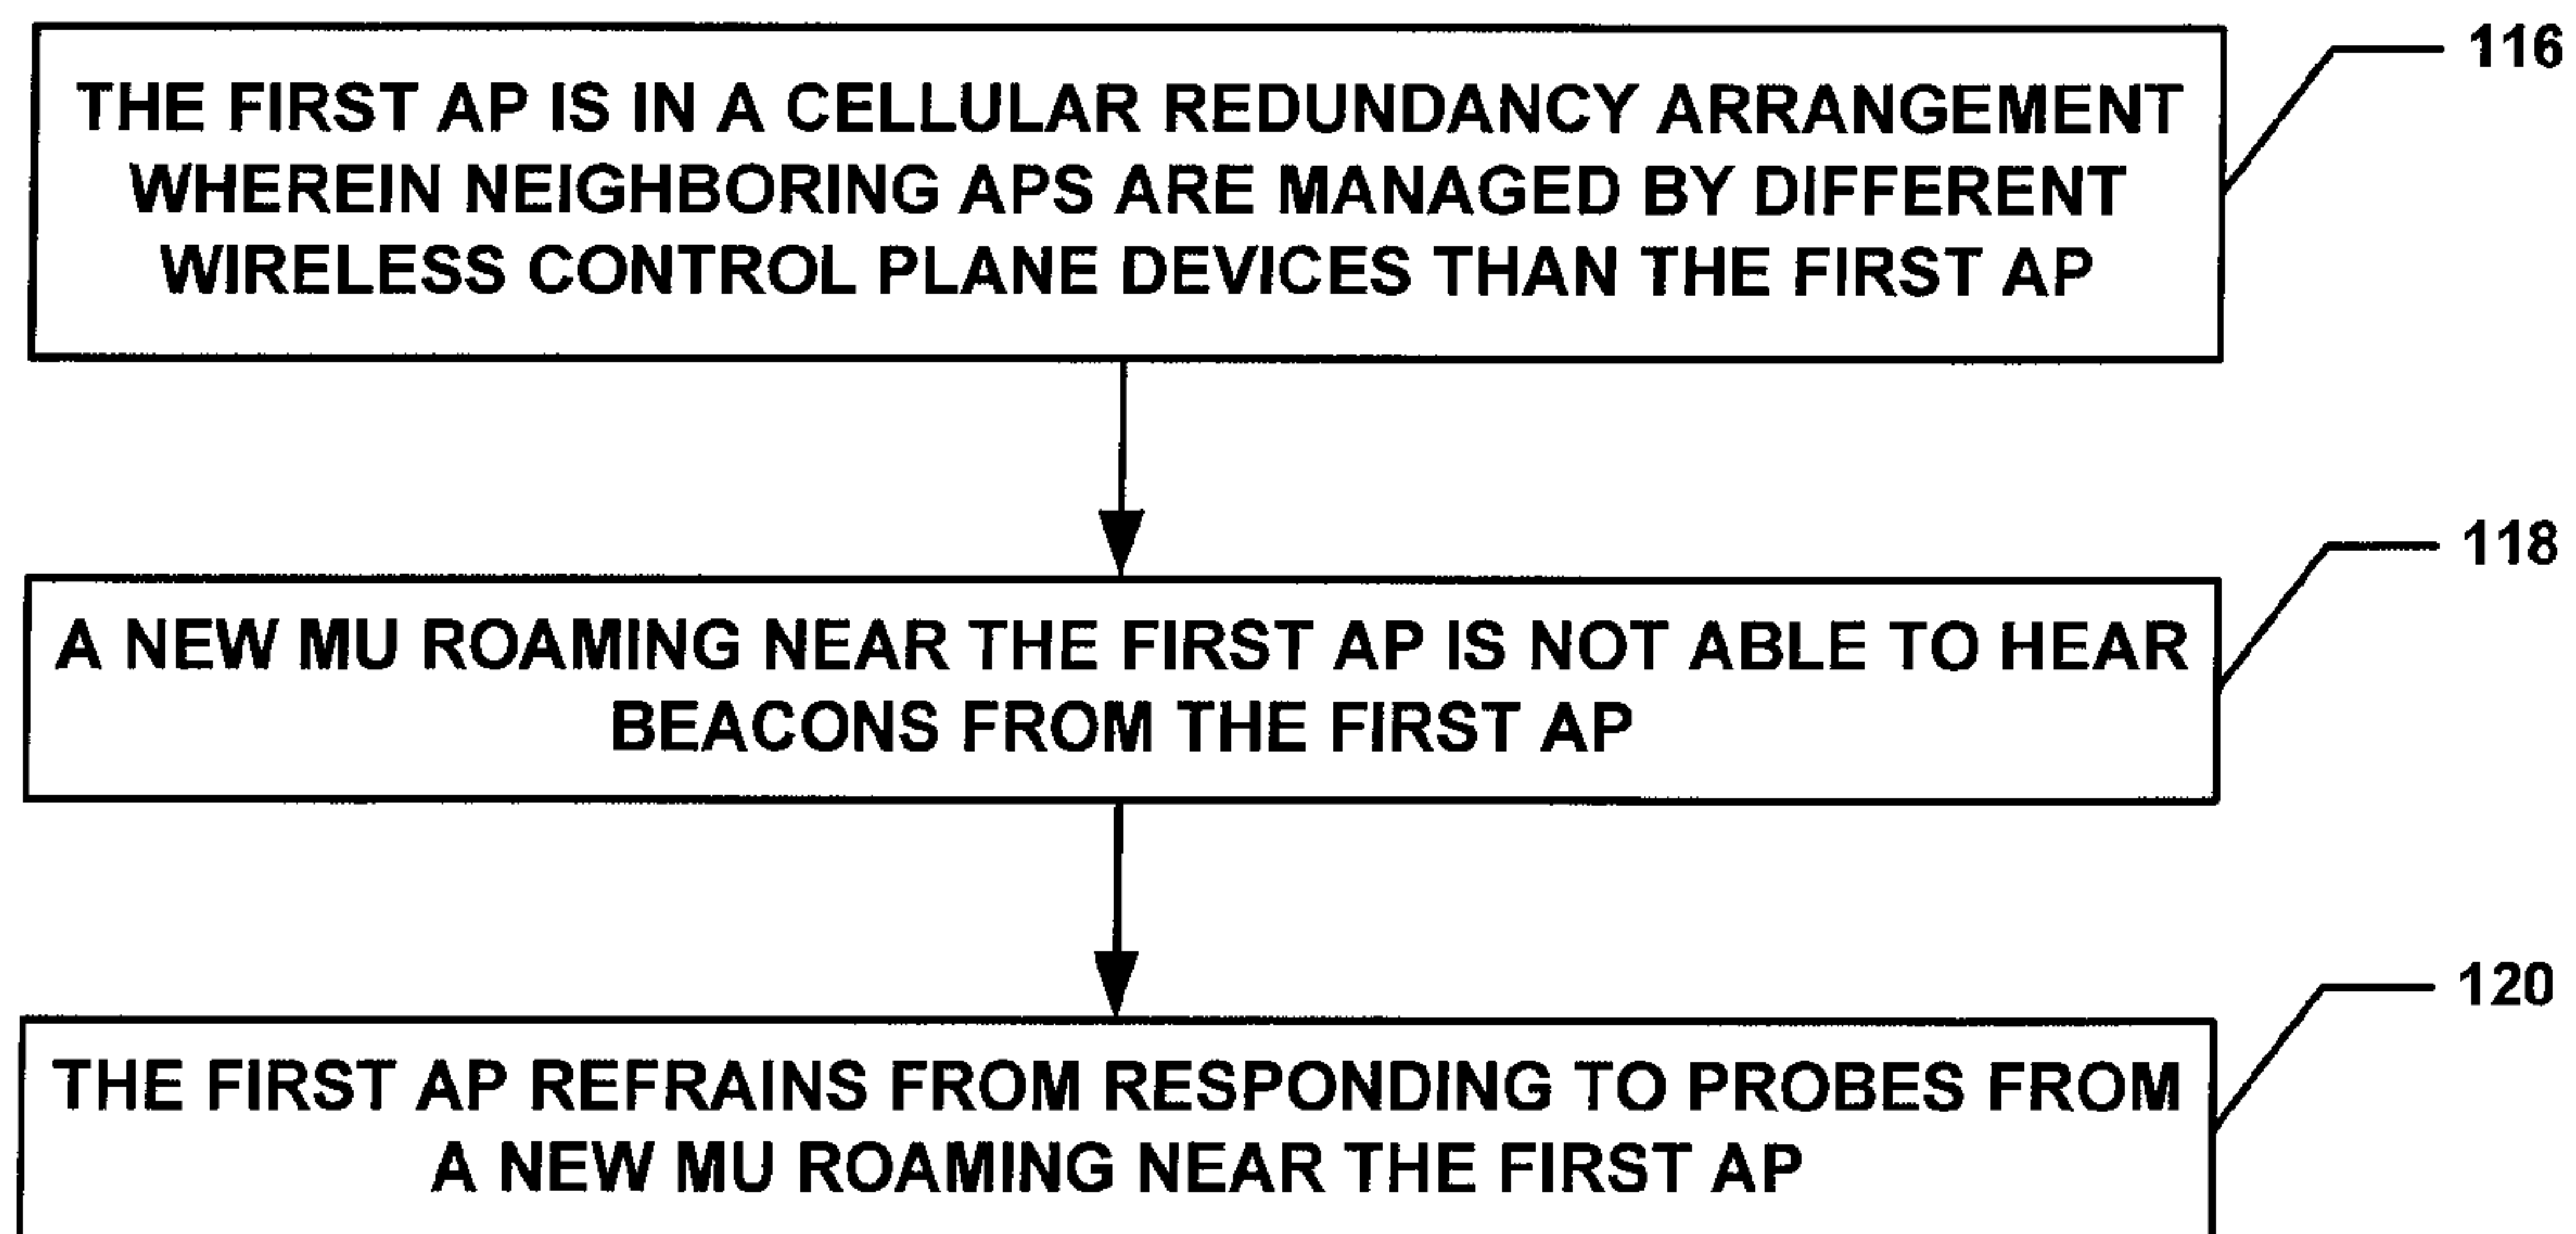 116
THE FIRST AP IS IN A CELLULAR REDUNDANCY ARRANGEMENT
WHEREIN NEIGHBORING APS ARE MANAGED BY DIFFERENT
WIRELESS CONTROL PLANE DEVICES THAN THE FIRST AP
118
A NEW MU ROAMING NEAR THE FIRST AP IS NOT ABLE TO HEAR
BEACONS FROM THE FIRST AP
120
THE FIRST AP REFRAINS FROM RESPONDING TO PROBES FROM
A NEW MU ROAMING NEAR THE FIRST AP